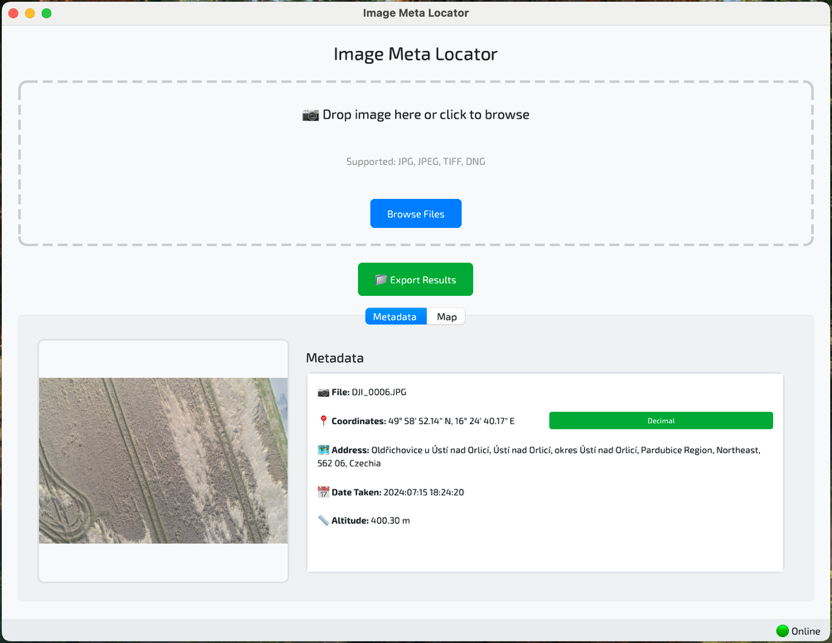 Image Meta Locator
Image Meta Locator
Drop image here or click to browse
Supported: JPG, JPEG, TIFF, DNG
Browse Files
Export Results
Metadata Map
Metadata
File: DJI_0006.JPG
Coordinates: 49° 58' 52.14" N, 16° 24' 40.17" E Decimal
Address: Oldřichovice u Ústí nad Orlicí, Ústí nad Orlicí, okres Ústí nad Orlicí, Pardubice Region, Northeast,
562 06, Czechia
Date Taken: 2024:07:15 18:24:20
Altitude: 400.30 m
Online